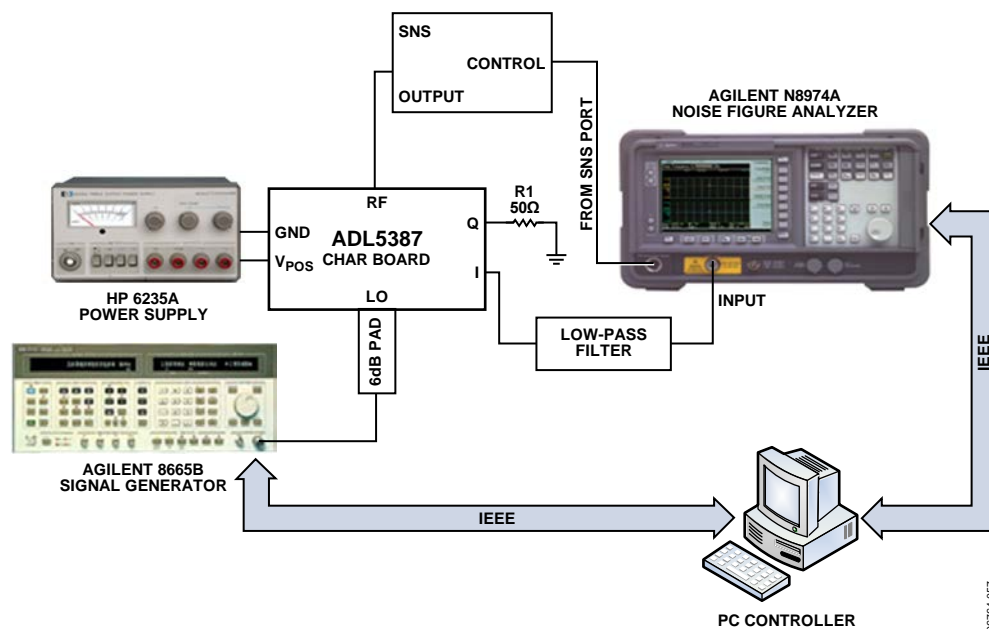 SNS
CONTROL
OUTPUT
AGILENT N8974A
NOISE FIGURE ANALYZER
FROM SNS PORT
RF
R1
50Ω
Q
GND
ADL5387
CHAR BOARD
VPOS
I
HP 6235A
POWER SUPPLY
LO
INPUT
6dB PAD
LOW-PASS
FILTER
IEEE
AGILENT 8665B
SIGNAL GENERATOR
IEEE
PC CONTROLLER